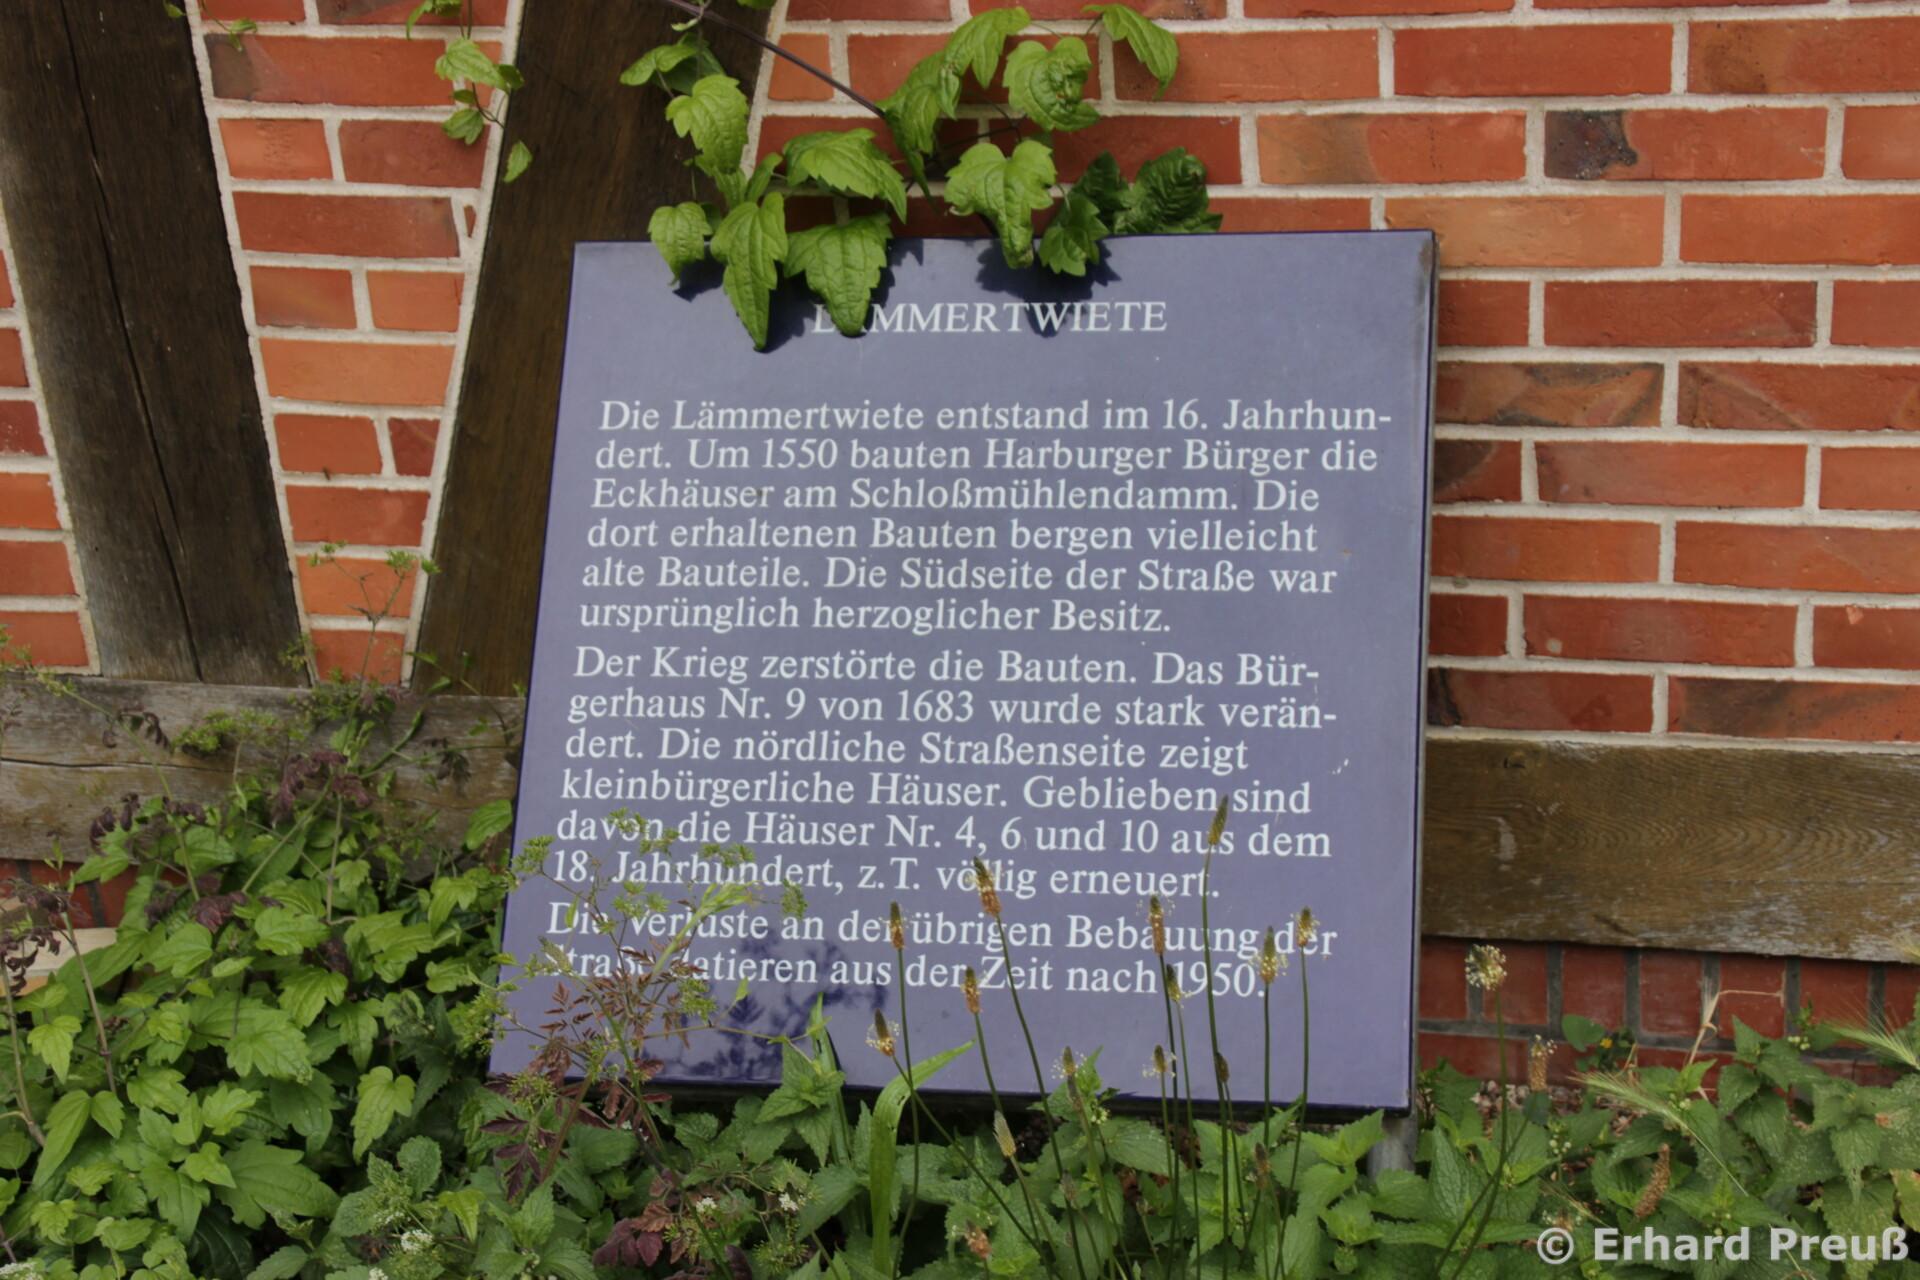 LÄMMERTWIETE
Die Lämmertwiete entstand im 16. Jahrhun-
dert. Um 1550 bauten Harburger Bürger die
Eckhäuser am Schloßmühlendamm. Die
dort erhaltenen Bauten bergen vielleicht
alte Bauteile. Die Südseite der Straße war
ursprünglich herzoglicher Besitz.
Der Krieg zerstörte die Bauten. Das Bür-
gerhaus Nr. 9 von 1683 wurde stark verän-
dert. Die nördliche Straßenseite zeigt
kleinbürgerliche Häuser. Geblieben sind
davon die Häuser Nr. 4, 6 und 10 aus dem
18. Jahrhundert, z.T. völlig erneuert.
Die Verluste an der übrigen Bebauung der
Straße datieren aus der Zeit nach 1950.
© Erhard Preuß